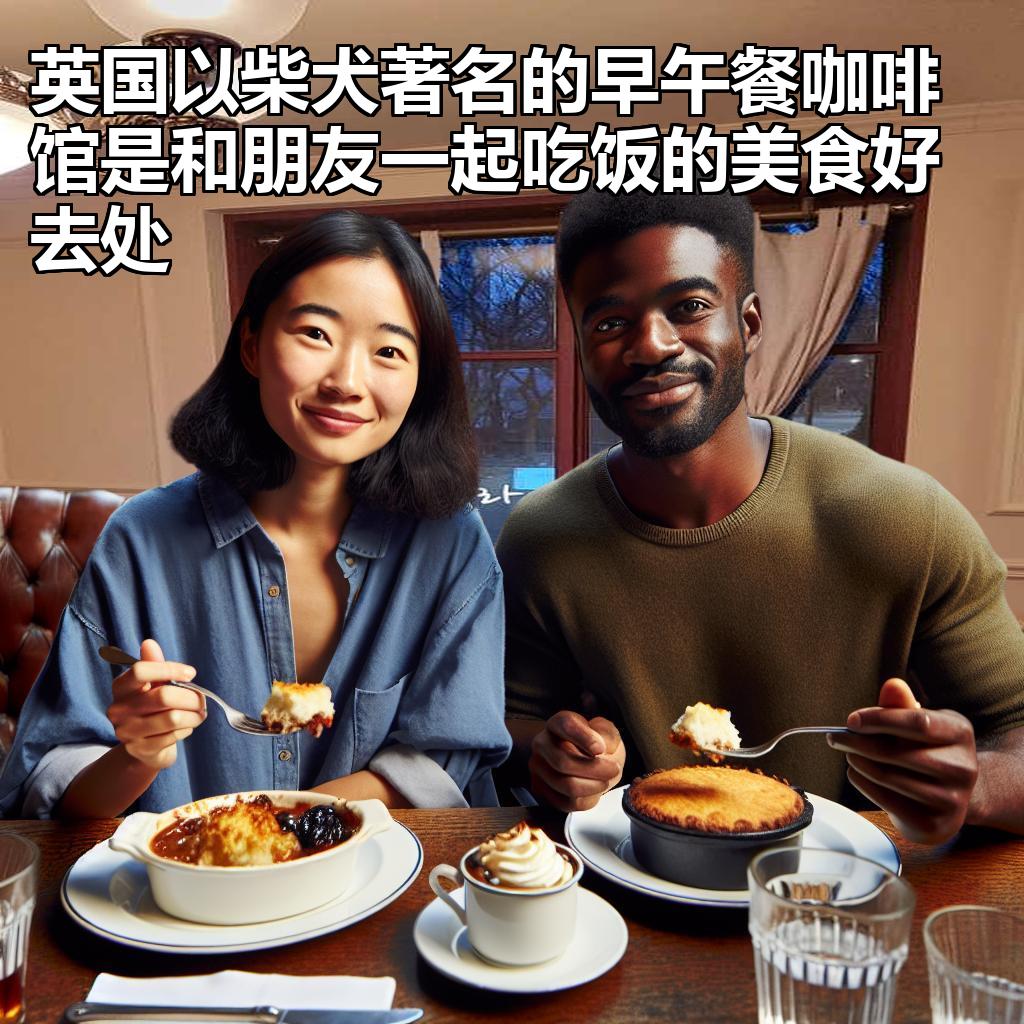 英国以柴犬著名的早午餐咖啡
馆是和朋友一起吃饭的美食好
去处